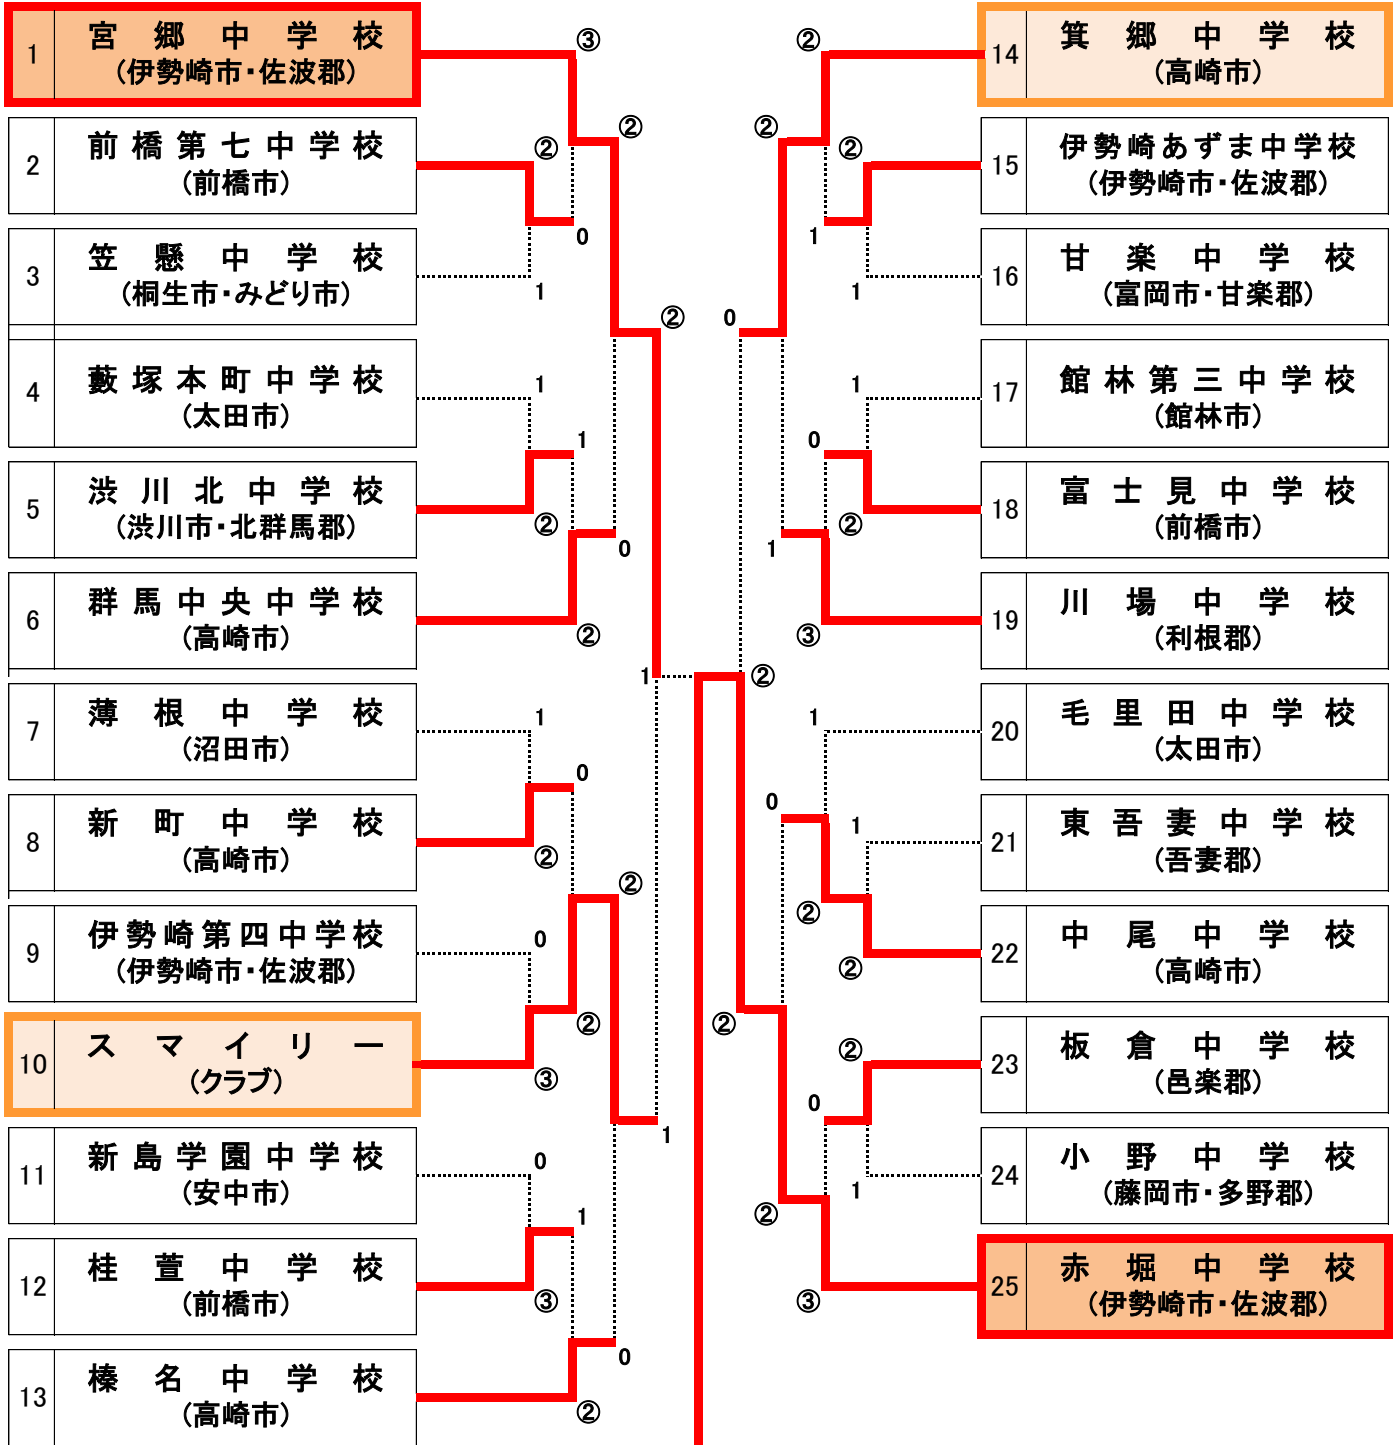 1
宮郷中学校
(伊勢崎市・佐波郡)
2
前橋第七中学校
(前橋市)
3
笠懸中学校
(桐生市・みどり市)
4
藪塚本町中学校
(太田市)
5
渋川北中学校
(渋川市・北群馬郡)
6
群馬中央中学校
(高崎市)
7
薄根中学校
(沼田市)
8
新町中学校
(高崎市)
9
伊勢崎第四中学校
(伊勢崎市・佐波郡)
10
スマイリー
(クラブ)
11
新島学園中学校
(安中市)
12
桂萱中学校
(前橋市)
13
榛名中学校
(高崎市)
③
②
②
0
1
②
1
1
②
0
②
1
1
0
②
②
0
②
③
1
0
1
③
0
②
②
②
②
1
1
0
1
0
②
1
③
②
1
0
1
②
②
②
②
0
1
②
③
14
箕郷中学校
(高崎市)
15
伊勢崎あずま中学校
(伊勢崎市・佐波郡)
16
甘楽中学校
(富岡市・甘楽郡)
17
館林第三中学校
(館林市)
18
富士見中学校
(前橋市)
19
川場中学校
(利根郡)
20
毛里田中学校
(太田市)
21
東吾妻中学校
(吾妻郡)
22
中尾中学校
(高崎市)
23
板倉中学校
(邑楽郡)
24
小野中学校
(藤岡市・多野郡)
25
赤堀中学校
(伊勢崎市・佐波郡)